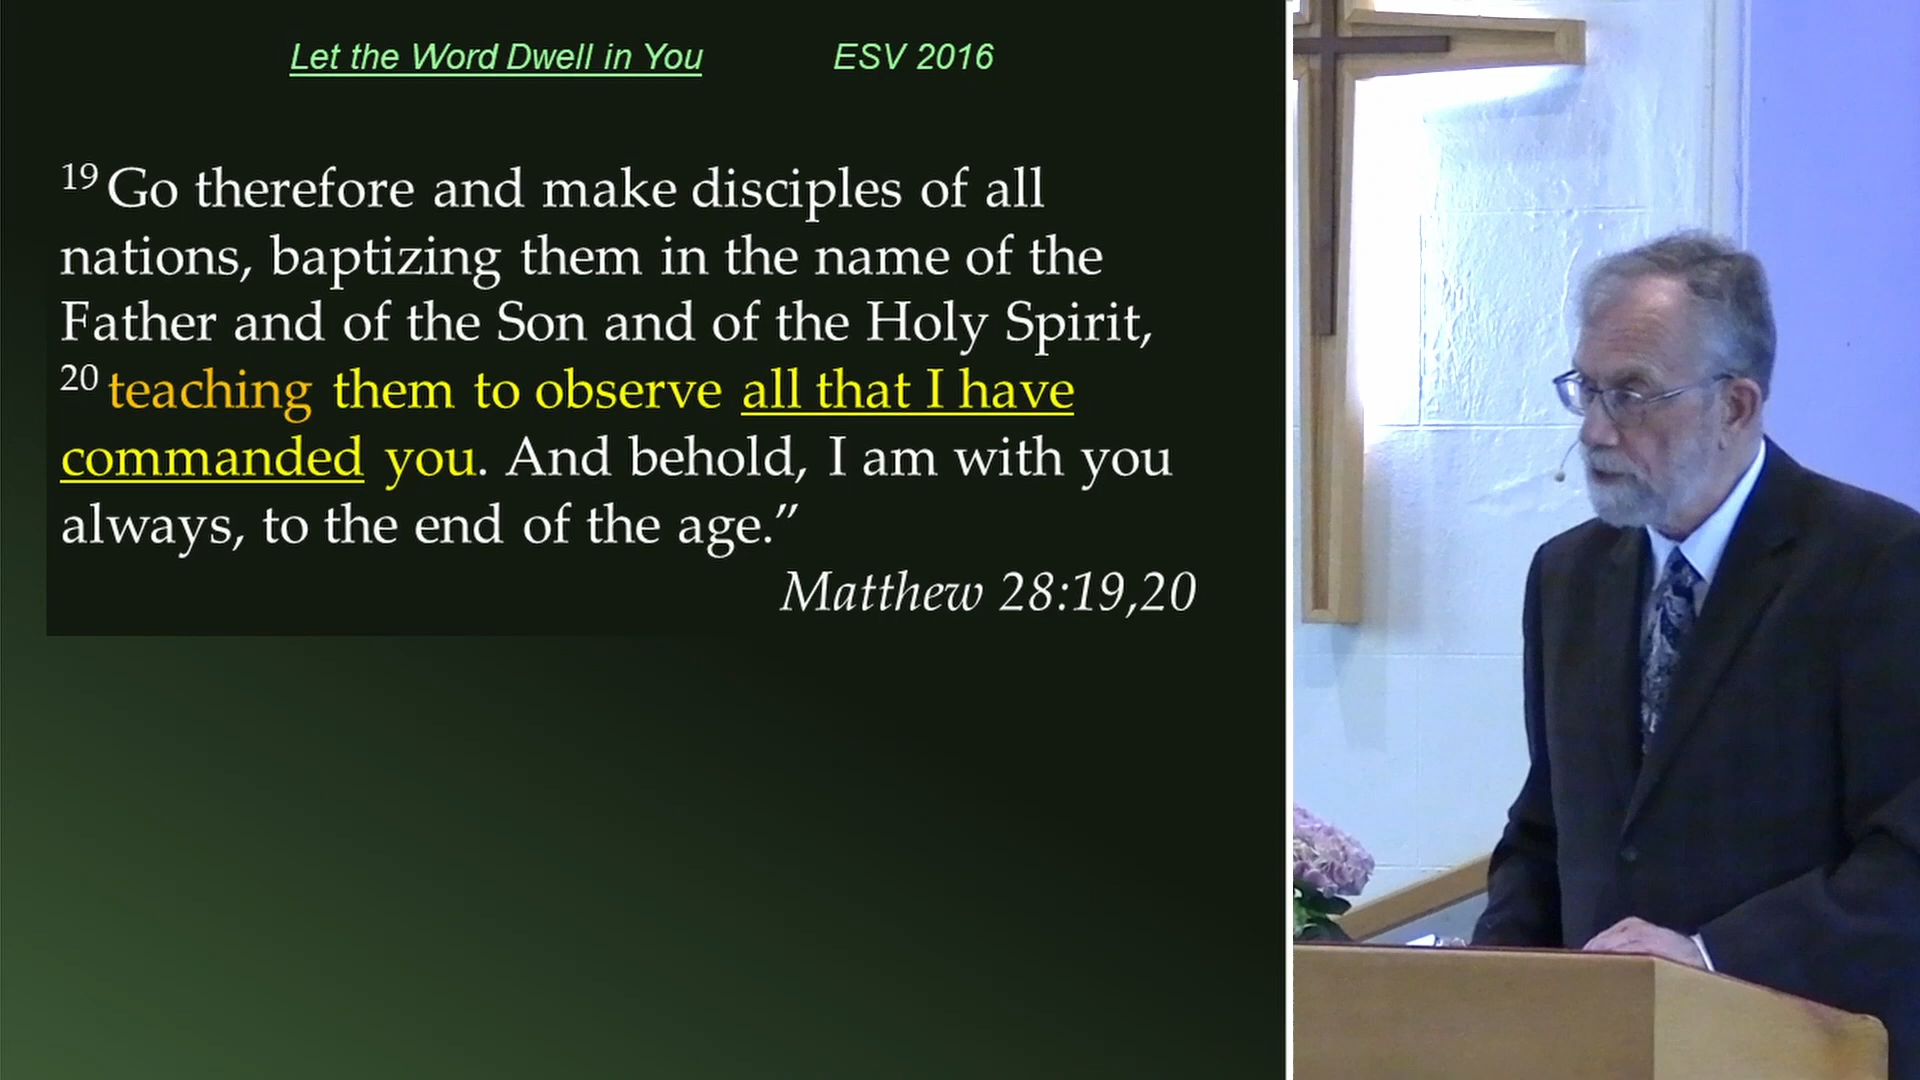 Let the Word Dwell in You ESV 2016
19 Go therefore and make disciples of all
nations, baptizing them in the name of the
Father and of the Son and of the Holy Spirit,
20 teaching them to observe all that I have
commanded you. And behold, I am with you
always, to the end of the age.”
Matthew 28:19,20